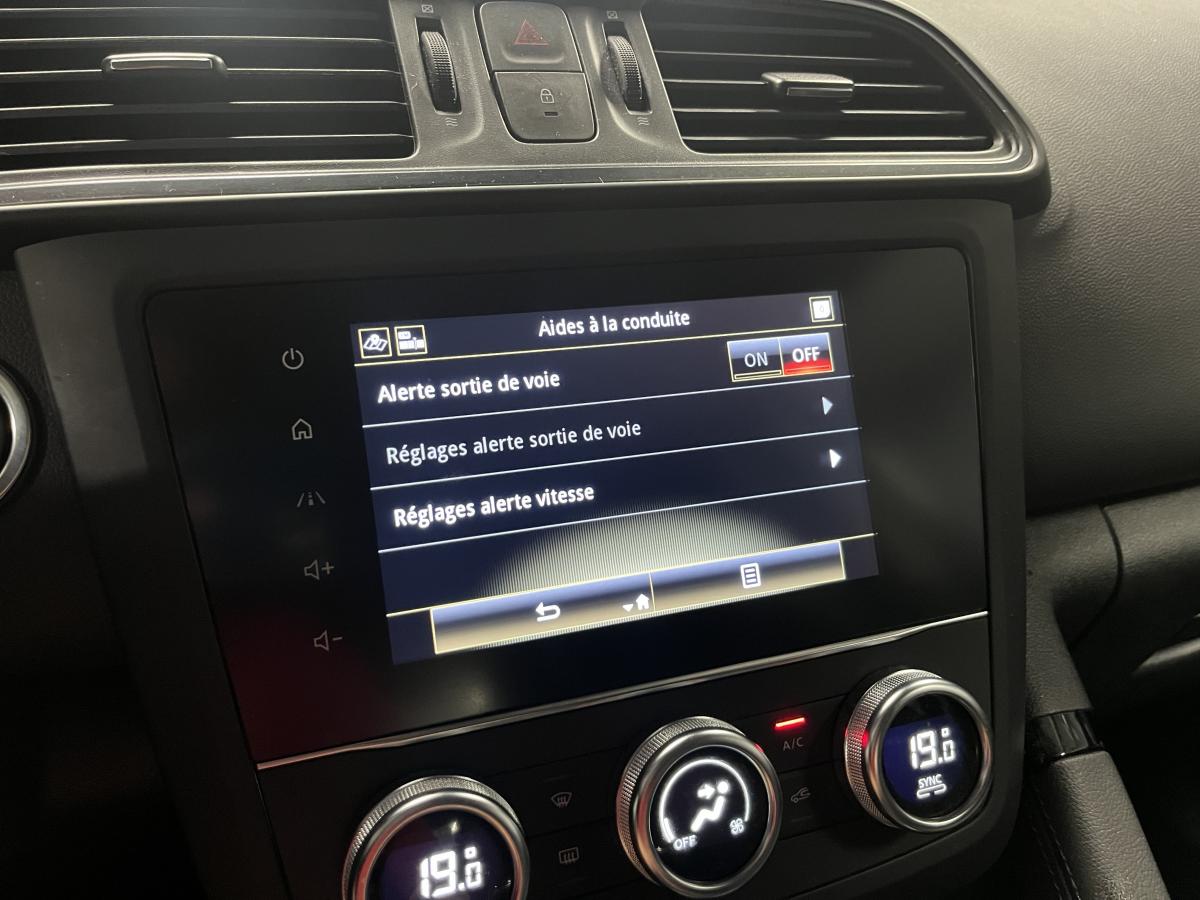 Aides à la conduite
Alerte sortie de voie
ON OFF
Réglages alerte sortie de voie
Réglages alerte vitesse
A/C
19.0
SYNC
OFF
19.0